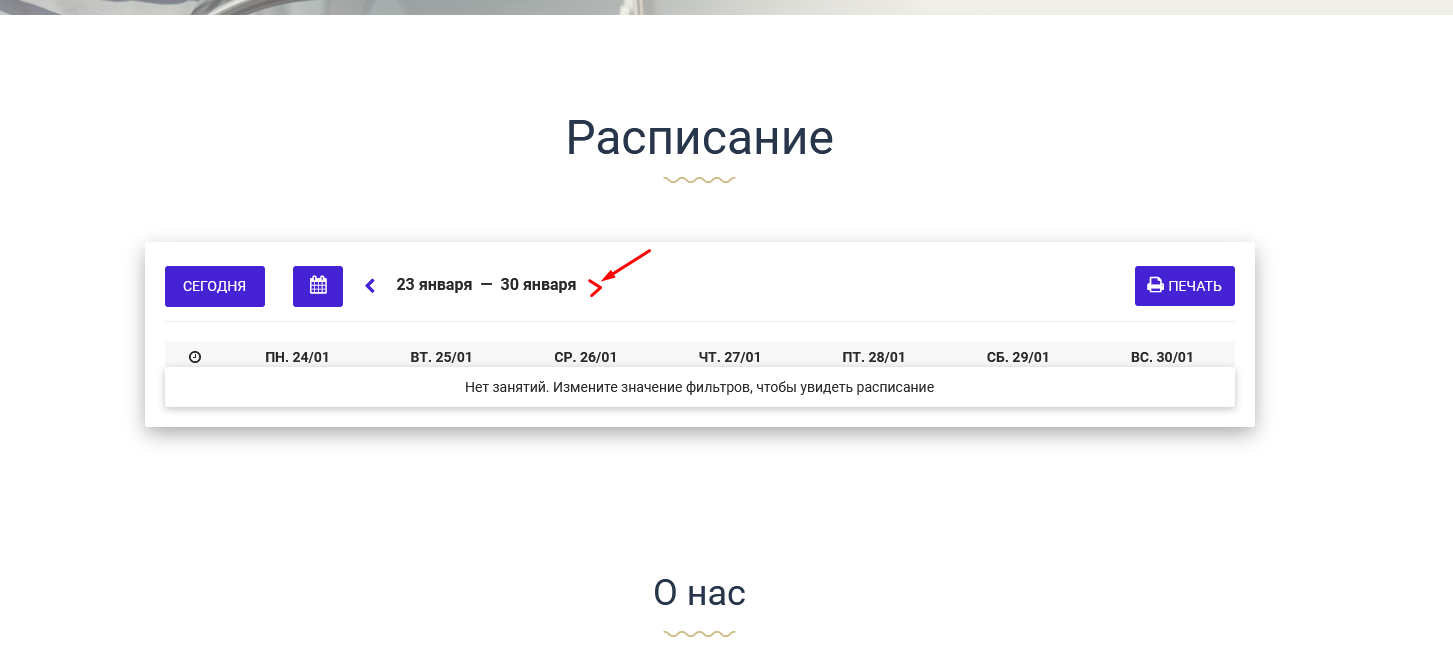 Расписание
СЕГОДНЯ 23 января — 30 января ПЕЧАТЬ
ПН. 24/01 ВТ. 25/01 СР. 26/01 ЧТ. 27/01 ПТ. 28/01 СБ. 29/01 ВС. 30/01
Нет занятий. Измените значение фильтров, чтобы увидеть расписание
О нас